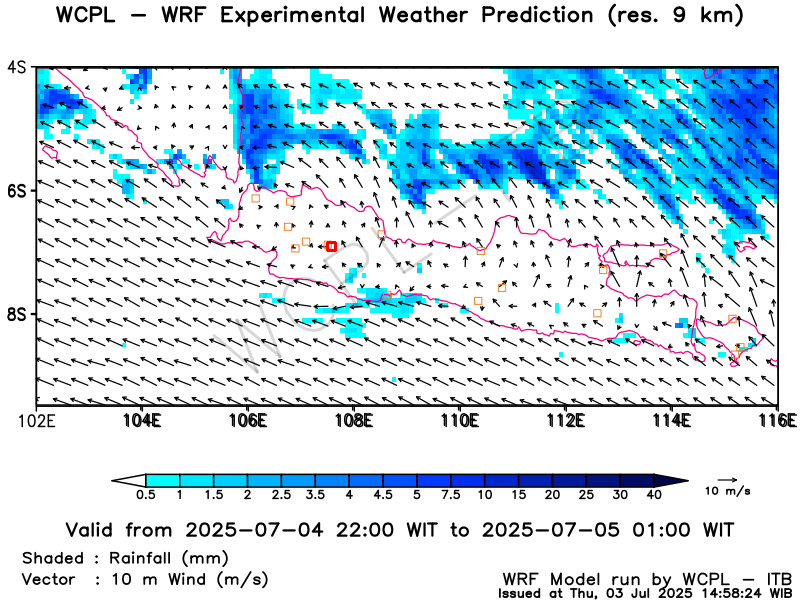 WCPL – WRF Experimental Weather Prediction (res. 9 km)
4S
6S
8S
102E 104E 106E 108E 110E 112E 114E 116E
WCPL–ITB
0.5 1 1.5 2 2.5 3.5 4 4.5 5 7.5 10 15 20 25 30 40
10 m/s
Valid from 2025-07-04 22:00 WIT to 2025-07-05 01:00 WIT
Shaded : Rainfall (mm)
Vector : 10 m Wind (m/s)
WRF Model run by WCPL – ITB
Issued at Thu, 03 Jul 2025 14:58:24 WIB